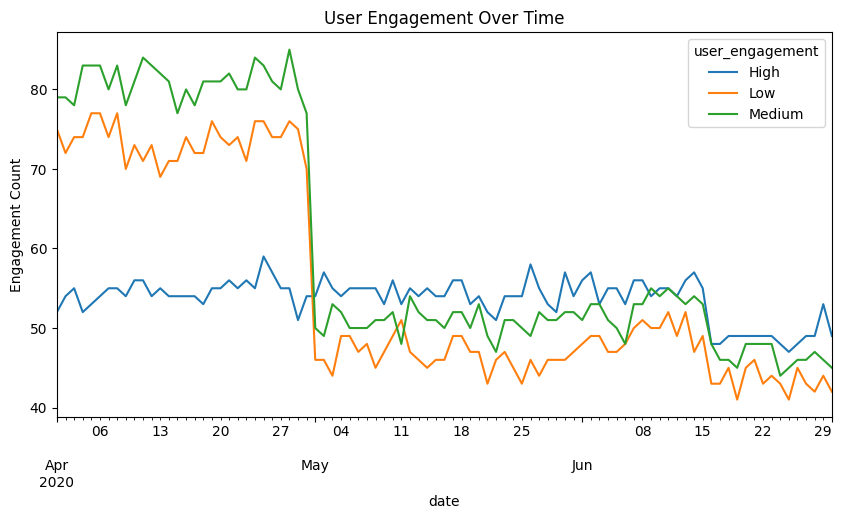 User Engagement Over Time
Engagement Count
80
70
60
50
40
user_engagement
High
Low
Medium
06 13 20 27 04 11 18 25 08 15 22 29
Apr May Jun
2020
date